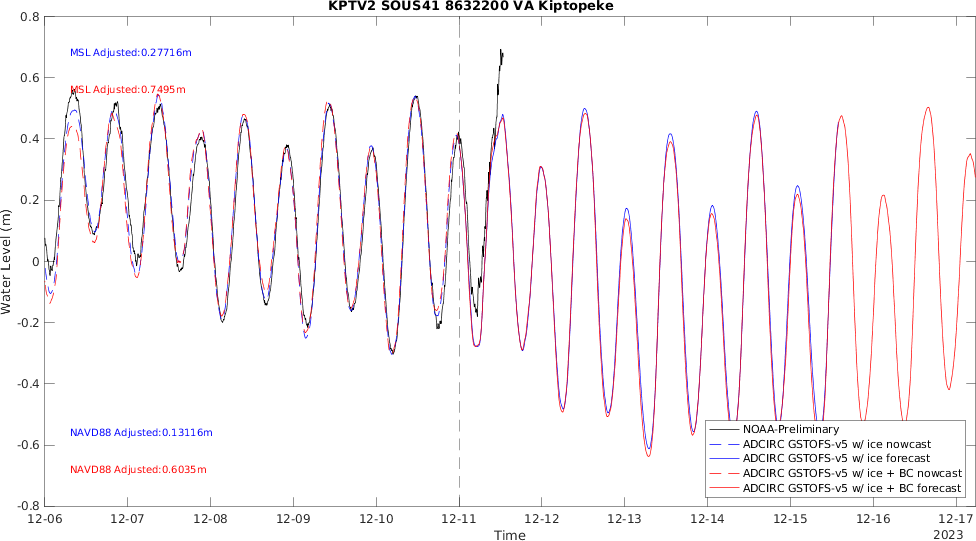 KPTV2 SOUS41 8632200 VA Kiptopeke
0.8
0.6
0.4
0.2
0
-0.2
-0.4
-0.6
-0.8
Water Level (m)
MSL Adjusted:0.27716m
MSL Adjusted:0.7495m
NAVD88 Adjusted:0.13116m
NAVD88 Adjusted:0.6035m
NOAA-Preliminary
ADCIRC GSTOFS-v5 w/ ice nowcast
ADCIRC GSTOFS-v5 w/ ice forecast
ADCIRC GSTOFS-v5 w/ ice + BC nowcast
ADCIRC GSTOFS-v5 w/ ice + BC forecast
12-06 12-07 12-08 12-09 12-10 12-11 12-12 12-13 12-14 12-15 12-16 12-17
Time
2023